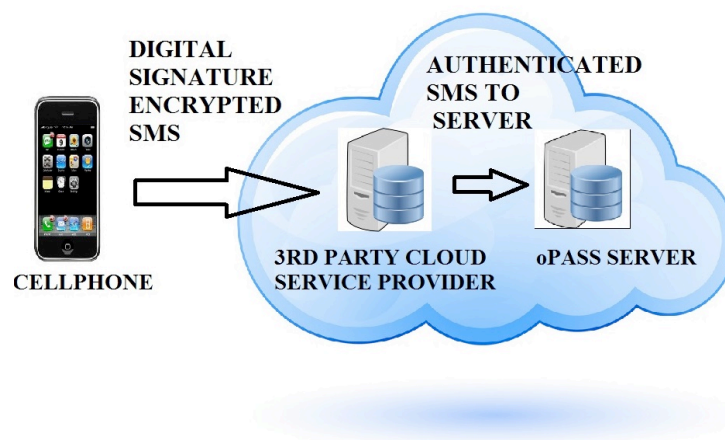 DIGITAL
SIGNATURE
ENCRYPTED
SMS
AUTHENTICATED
SMS TO
SERVER
CELLPHONE
3RD PARTY CLOUD
SERVICE PROVIDER
oPASS SERVER